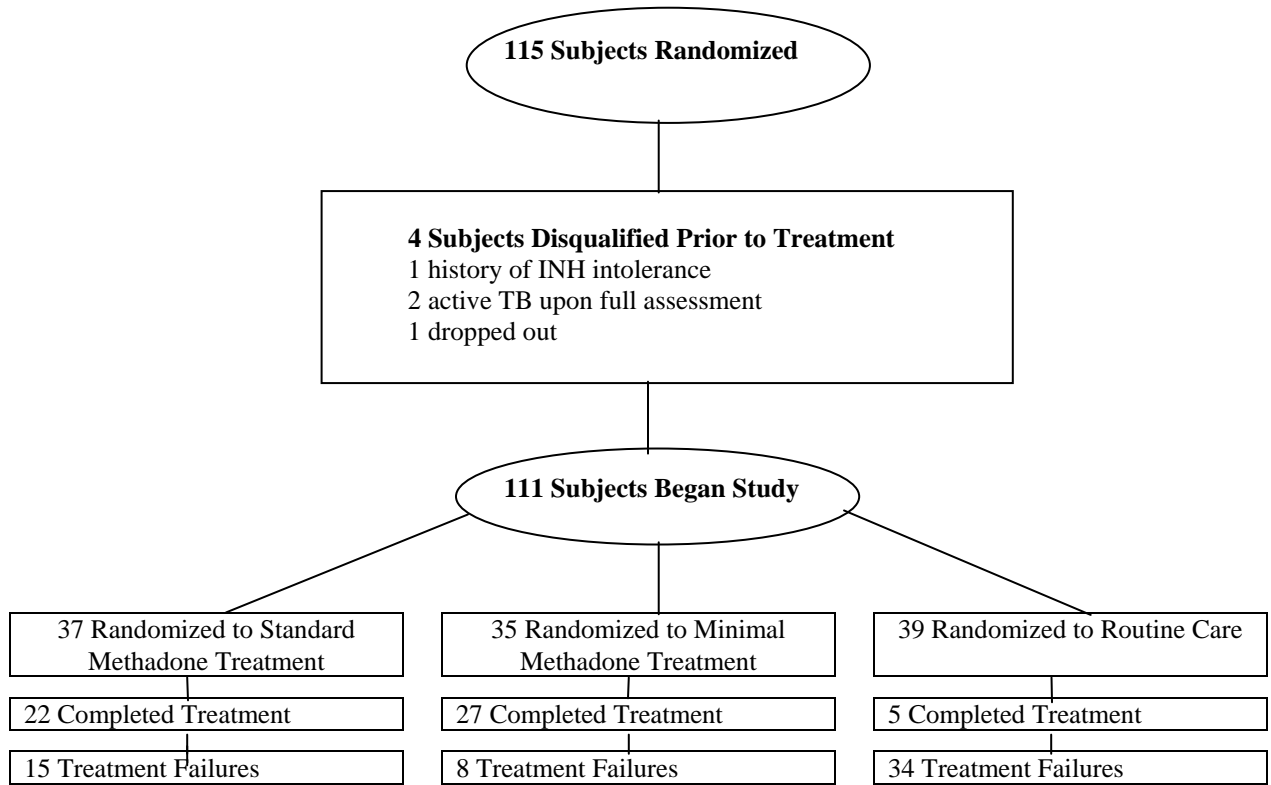 115 Subjects Randomized
4 Subjects Disqualified Prior to Treatment
1 history of INH intolerance
2 active TB upon full assessment
1 dropped out
111 Subjects Began Study
37 Randomized to Standard
Methadone Treatment
35 Randomized to Minimal
Methadone Treatment
39 Randomized to Routine Care
22 Completed Treatment
27 Completed Treatment
5 Completed Treatment
15 Treatment Failures
8 Treatment Failures
34 Treatment Failures